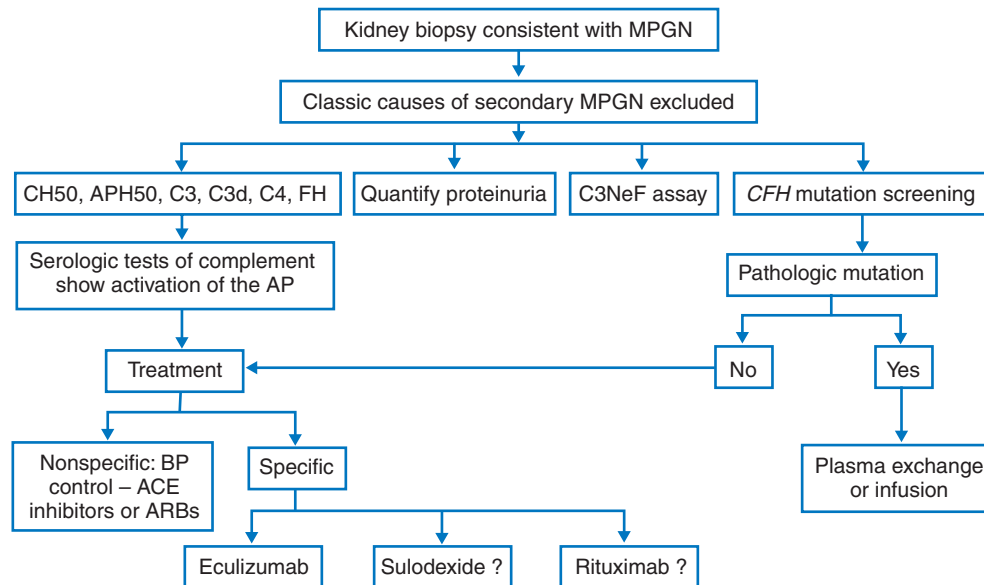 Kidney biopsy consistent with MPGN
Classic causes of secondary MPGN excluded
CH50, APH50, C3, C3d, C4, FH
Quantify proteinuria
C3NeF assay
CFH mutation screening
Serologic tests of complement
show activation of the AP
Pathologic mutation
Treatment
No
Yes
Nonspecific: BP
control – ACE
inhibitors or ARBs
Specific
Plasma exchange
or infusion
Eculizumab
Sulodexide ?
Rituximab ?